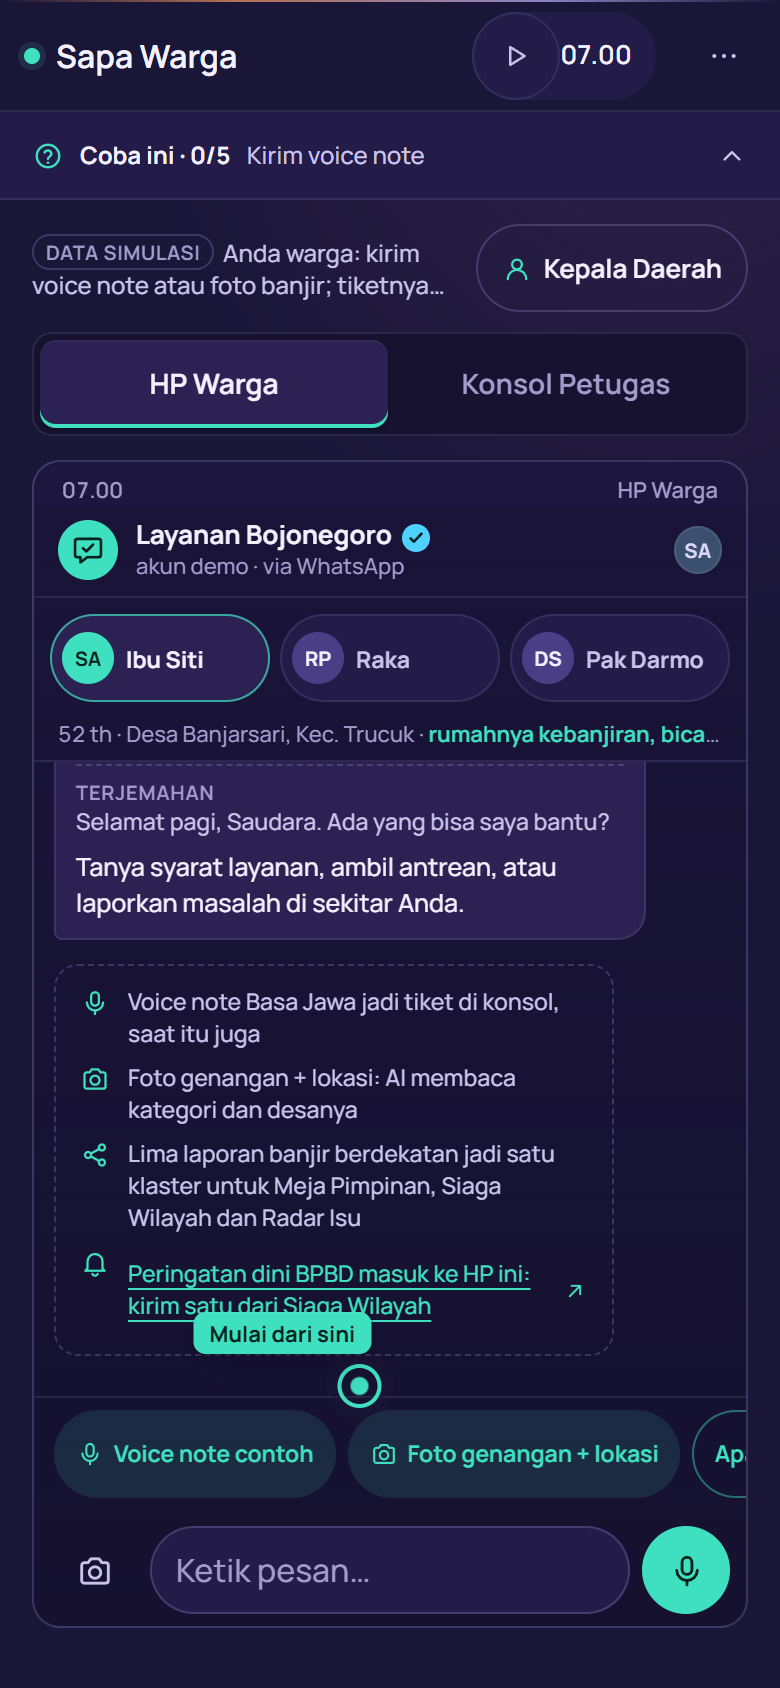 Sapa Warga
07.00
Coba ini · 0/5 Kirim voice note
DATA SIMULASI Anda warga: kirim
voice note atau foto banjir; tiketnya...
Kepala Daerah
HP Warga
Konsol Petugas
07.00
HP Warga
Layanan Bojonegoro
akun demo · via WhatsApp
SA
SA Ibu Siti
RP Raka
DS Pak Darmo
52 th · Desa Banjarsari, Kec. Trucuk · rumahnya kebanjiran, bica...
TERJEMAHAN
Selamat pagi, Saudara. Ada yang bisa saya bantu?
Tanya syarat layanan, ambil antrean, atau
laporkan masalah di sekitar Anda.
Voice note Basa Jawa jadi tiket di konsol,
saat itu juga
Foto genangan + lokasi: AI membaca
kategori dan desanya
Lima laporan banjir berdekatan jadi satu
klaster untuk Meja Pimpinan, Siaga
Wilayah dan Radar Isu
Peringatan dini BPBD masuk ke HP ini:
kirim satu dari Siaga Wilayah
Mulai dari sini
Voice note contoh
Foto genangan + lokasi
Ketik pesan...